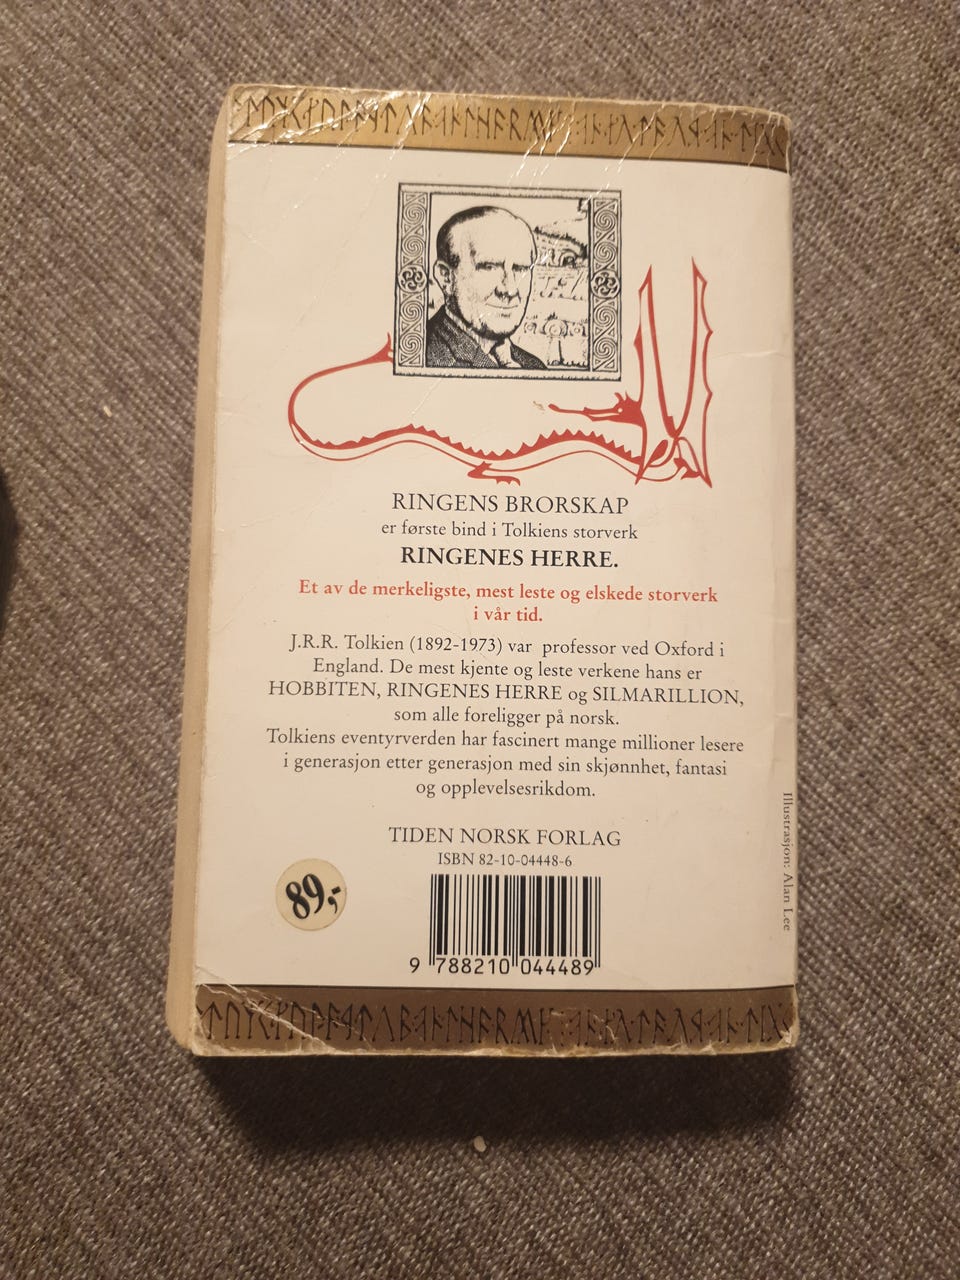 RINGENS BRORSKAP
er første bind i Tolkiens storverk
RINGENES HERRE.
Et av de merkeligste, mest leste og elskede storverk
i vår tid.
J.R.R. Tolkien (1892-1973) var professor ved Oxford i
England. De mest kjente og leste verkene hans er
HOBBITEN, RINGENES HERRE og SILMARILLION,
som alle foreligger på norsk.
Tolkiens eventyrverden har fascinert mange millioner lesere
i generasjon etter generasjon med sin skjønnhet, fantasi
og opplevelsesrikdom.
Illustrasjon: Alan Lee
TIDEN NORSK FORLAG
ISBN 82-10-04448-6
89,-
9 788210 044489